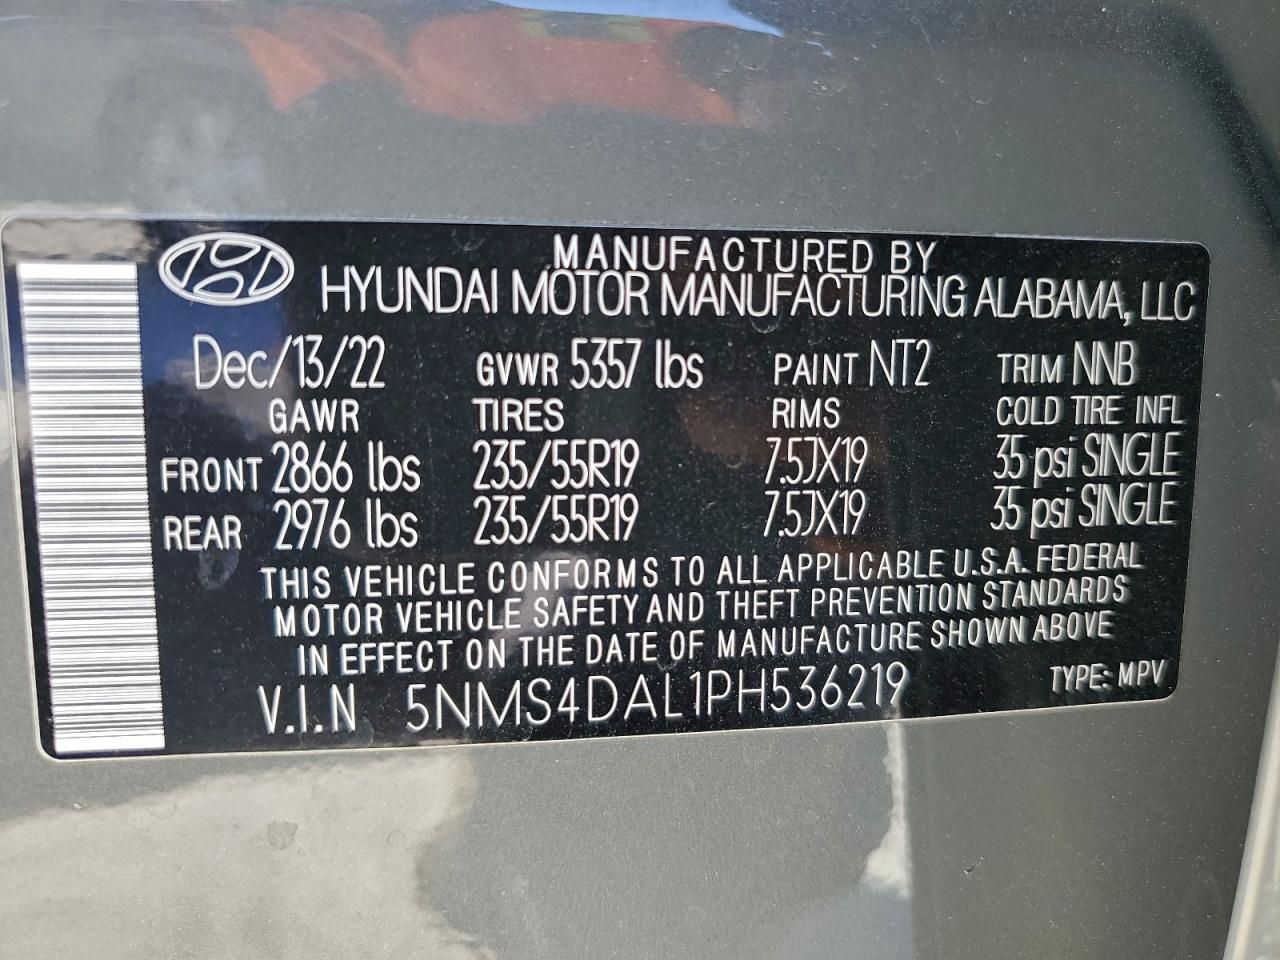 MANUFACTURED BY
HYUNDAI MOTOR MANUFACTURING ALABAMA, LLC
Dec/13/22 GVWR 5357 lbs PAINT NT2 TRIM NNB
GAWR TIRES RIMS COLD TIRE INFL
FRONT 2866 lbs 235/55R19 7.5JX19 35 psi SINGLE
REAR 2976 lbs 235/55R19 7.5JX19 35 psi SINGLE
THIS VEHICLE CONFORMS TO ALL APPLICABLE U.S.A. FEDERAL
MOTOR VEHICLE SAFETY AND THEFT PREVENTION STANDARDS
IN EFFECT ON THE DATE OF MANUFACTURE SHOWN ABOVE
V.I.N 5NMS4DAL1PH536219 TYPE: MPV